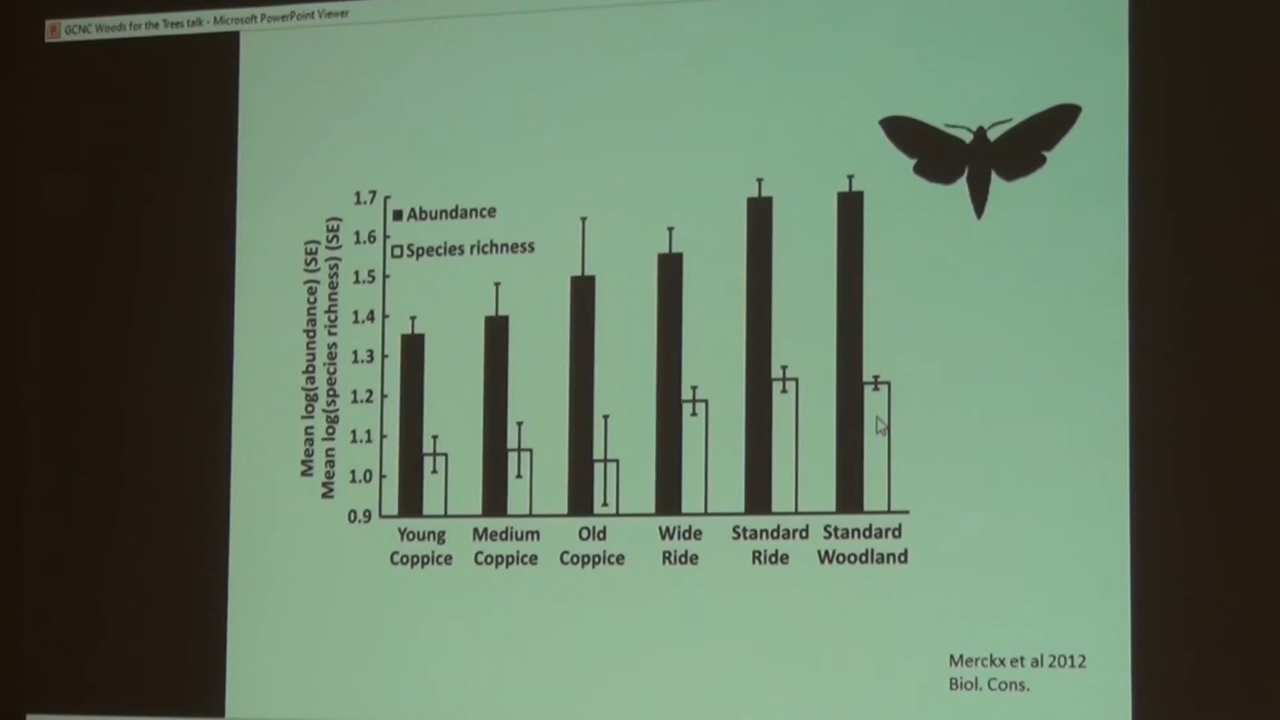 GCNC Woods for the Trees talk - Microsoft PowerPoint Viewer
Mean log(abundance) (SE)
Mean log(species richness) (SE)
1.7
1.6
1.5
1.4
1.3
1.2
1.1
1.0
0.9
Abundance
Species richness
Young Coppice
Medium Coppice
Old Coppice
Wide Ride
Standard Ride
Standard Woodland
Merckx et al 2012
Biol. Cons.